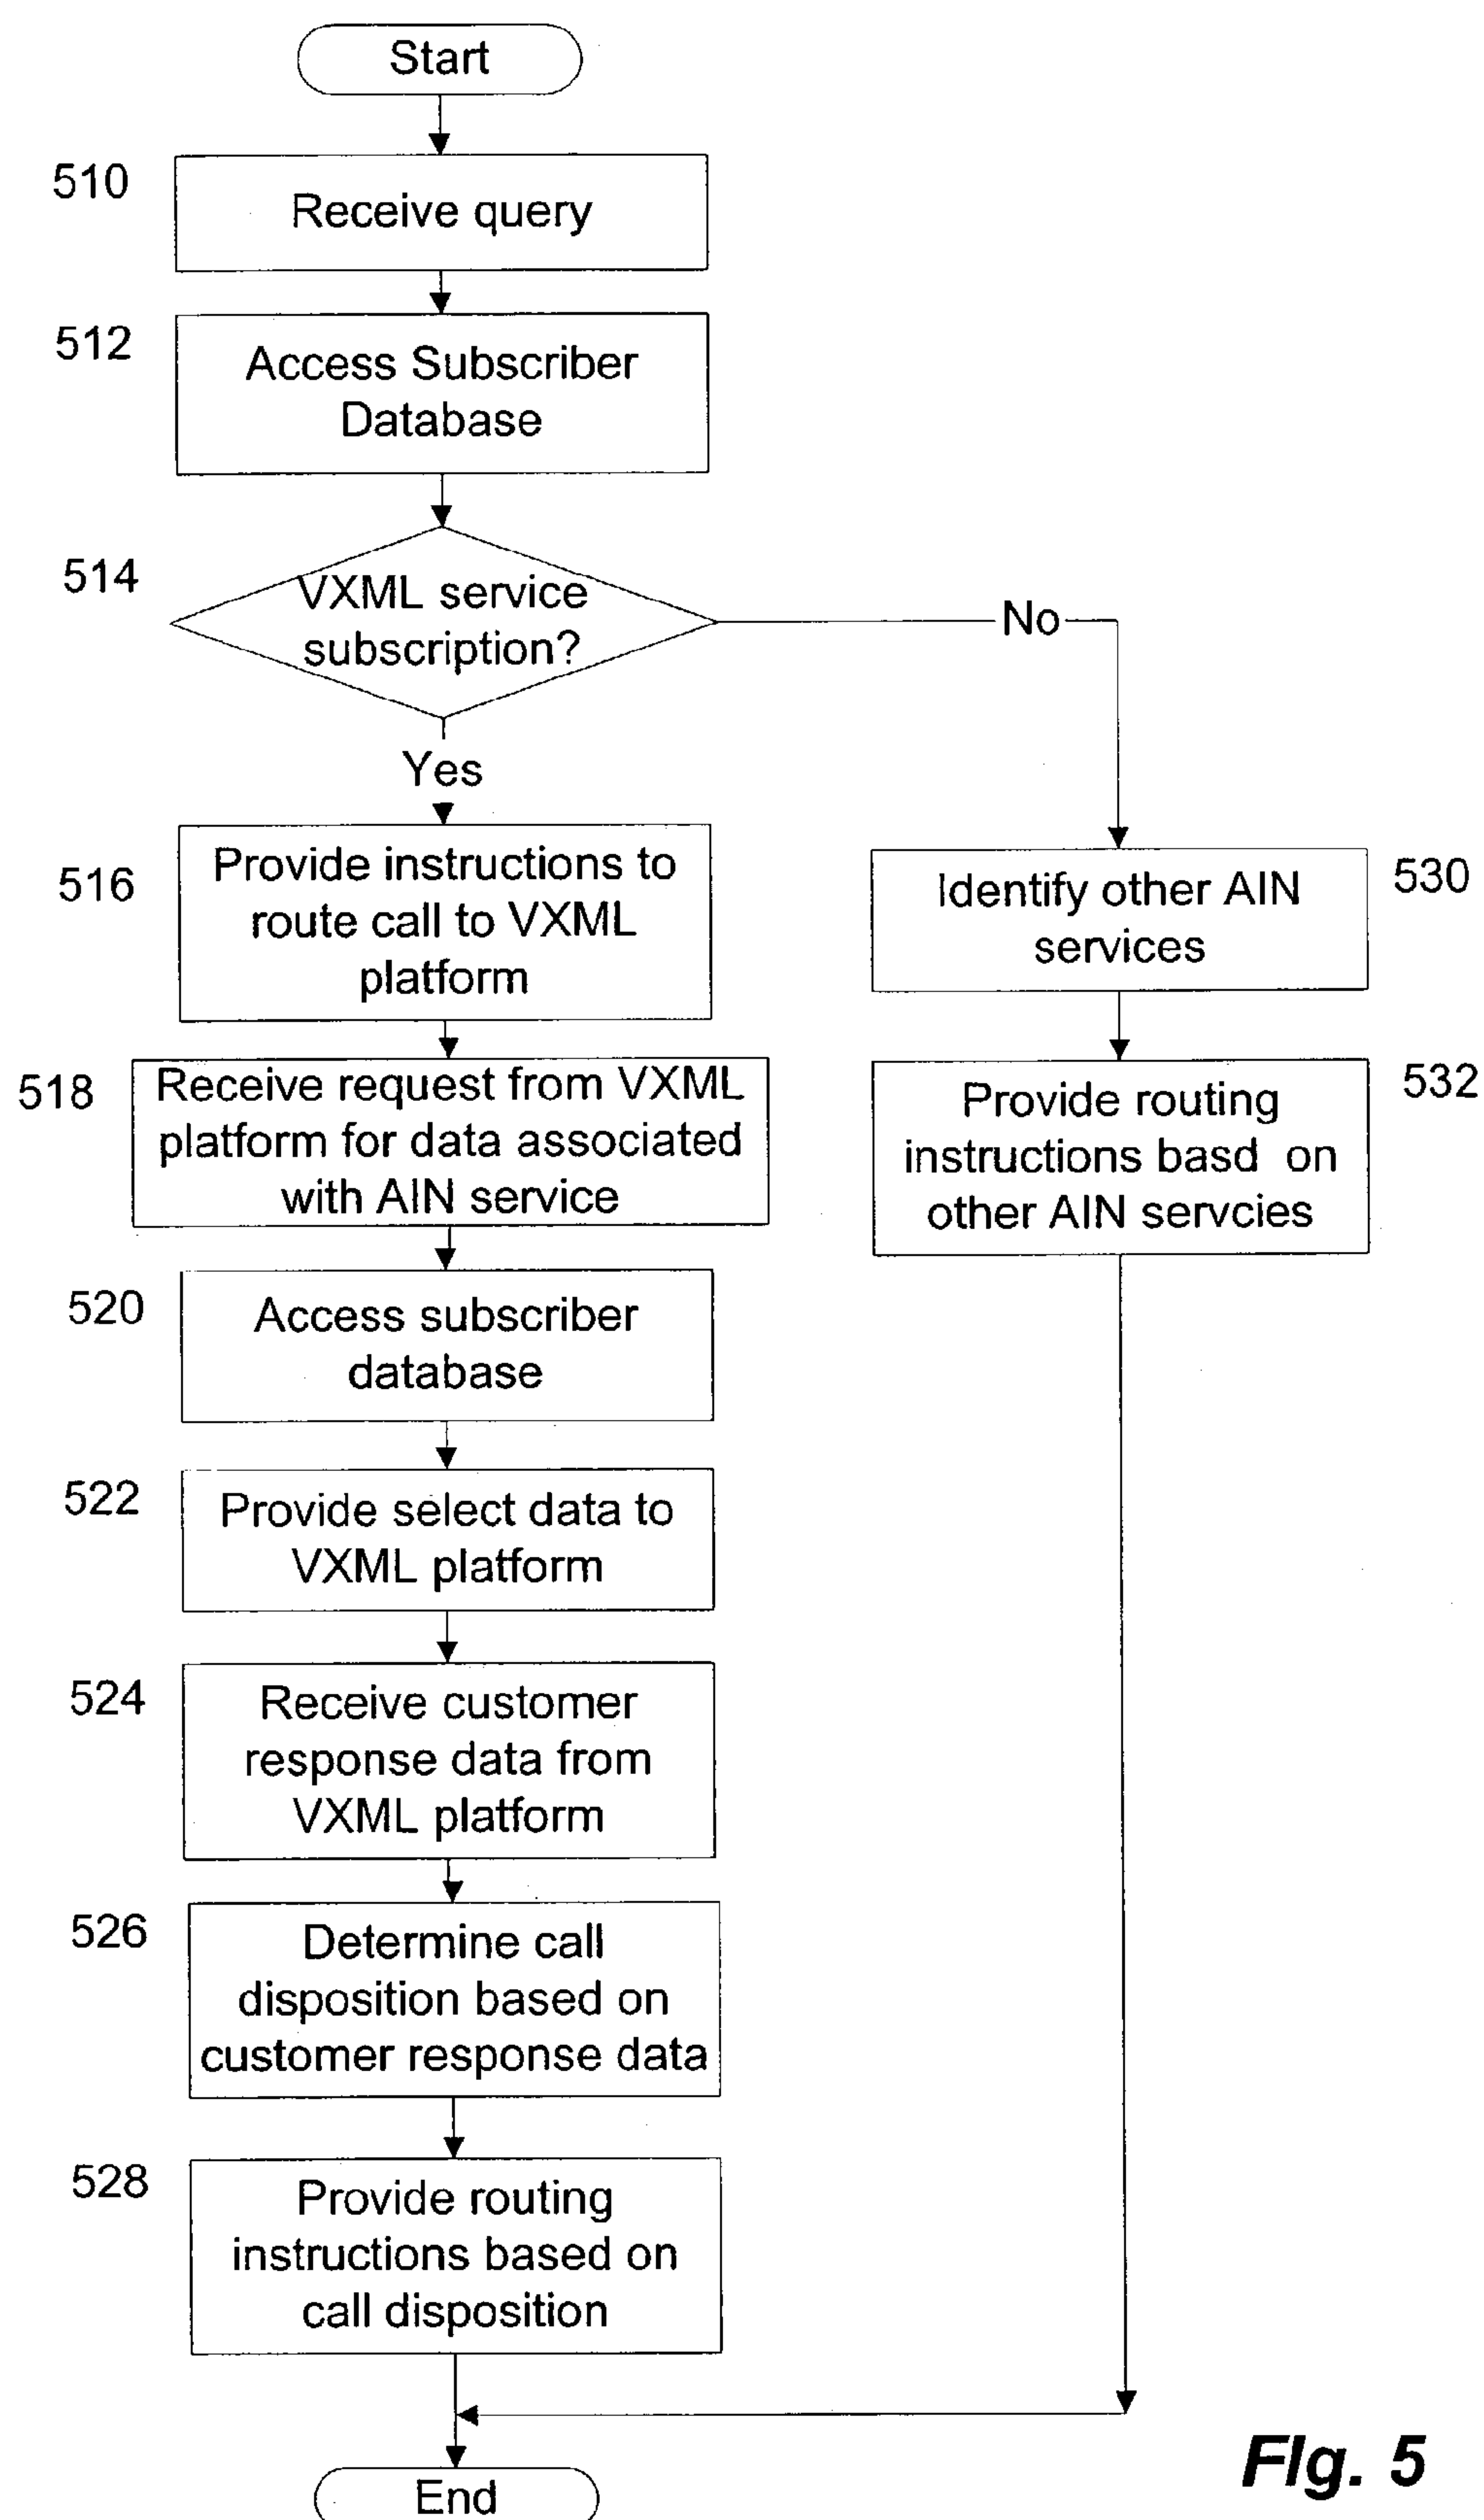 Start
510
Receive query
512
Access Subscriber
Database
514
VXML service
subscription?
No
Yes
516
Provide instructions to
route call to VXML
platform
530
Identify other AIN
services
518
Receive request from VXML
platform for data associated
with AIN service
532
Provide routing
instructions basd on
other AIN servcies
520
Access subscriber
database
522
Provide select data to
VXML platform
524
Receive customer
response data from
VXML platform
526
Determine call
disposition based on
customer response data
528
Provide routing
instructions based on
call disposition
End
FIg. 5